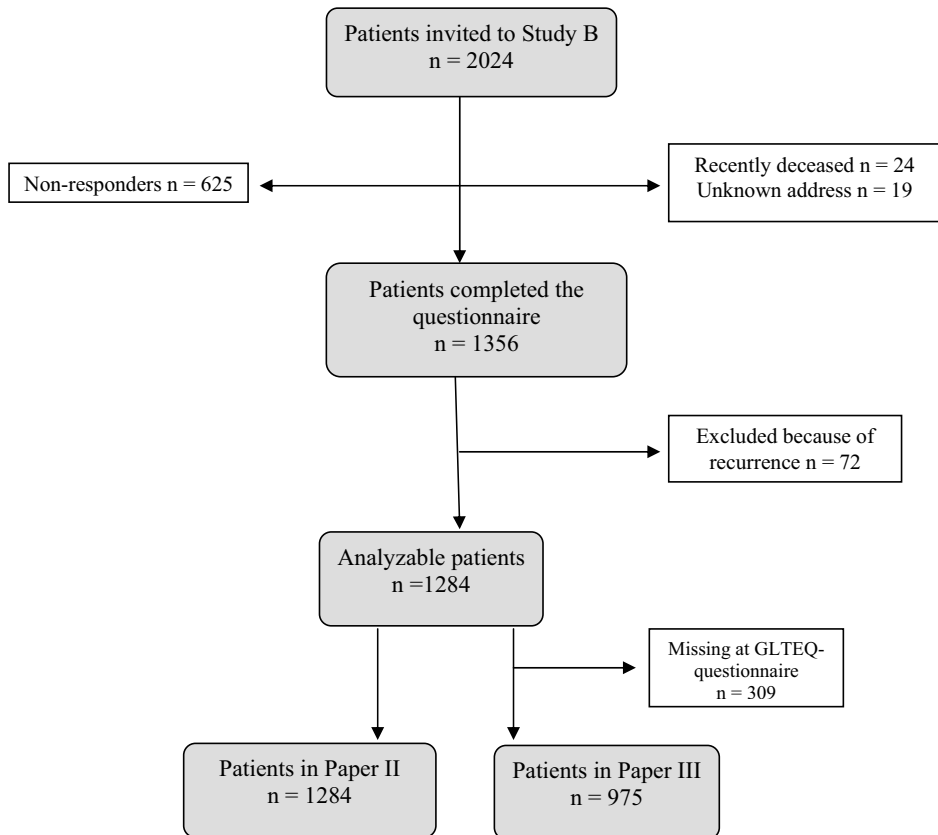 Patients invited to Study B
n = 2024
Non-responders n = 625
Recently deceased n = 24
Unknown address n = 19
Patients completed the
questionnaire
n = 1356
Excluded because of
recurrence n = 72
Analyzable patients
n =1284
Missing at GLTEQ-
questionnaire
n = 309
Patients in Paper II
n = 1284
Patients in Paper III
n = 975